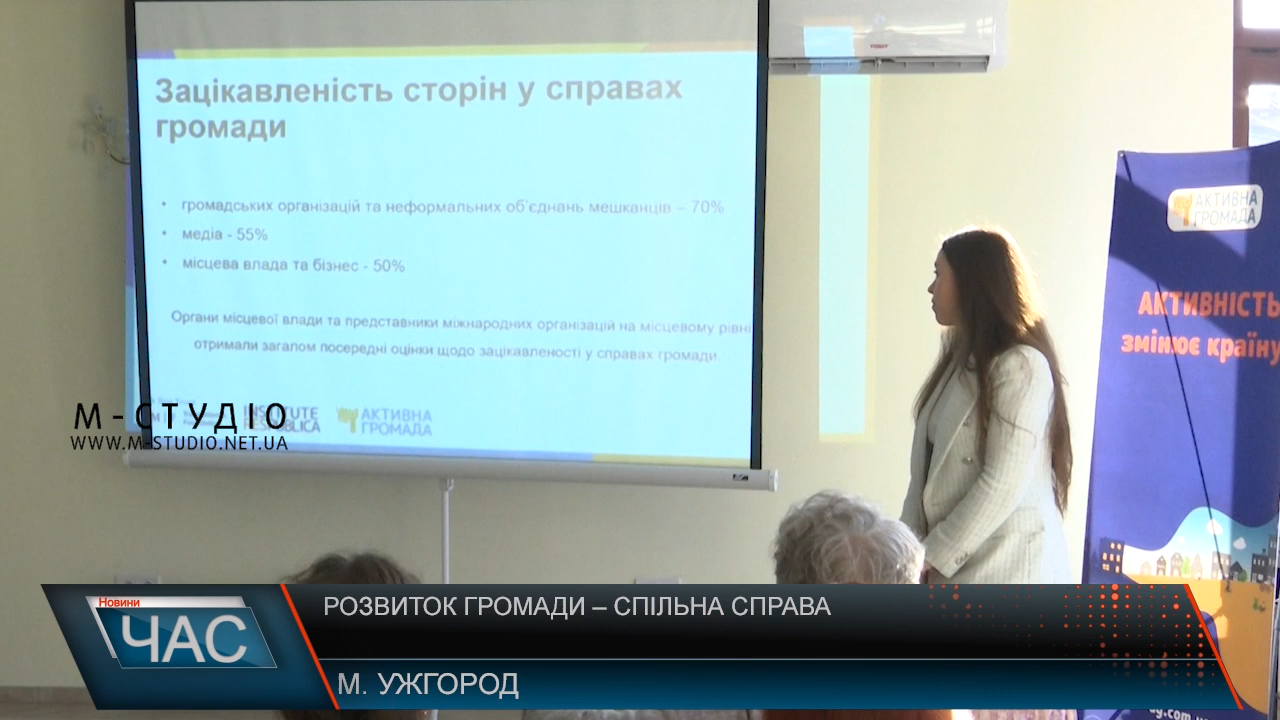 Зацікавленість сторін у справах
громади
• громадських організацій та неформальних об'єднань мешканців – 70%
• медіа - 55%
• місцева влада та бізнес - 50%
Органи місцевої влади та представники міжнародних організацій на місцевому рівні
отримали загалом посередні оцінки щодо зацікавленості у справах громади.
INSTITUTE
RESPUBLICA
АКТИВНА
ГРОМАДА
М-СТУДІО
WWW.M-STUDIO.NET.UA
АКТИВНА
ГРОМАДА
АКТИВНІСТЬ
змінює країну
Новини
ЧАС
РОЗВИТОК ГРОМАДИ – СПІЛЬНА СПРАВА
М. УЖГОРОД